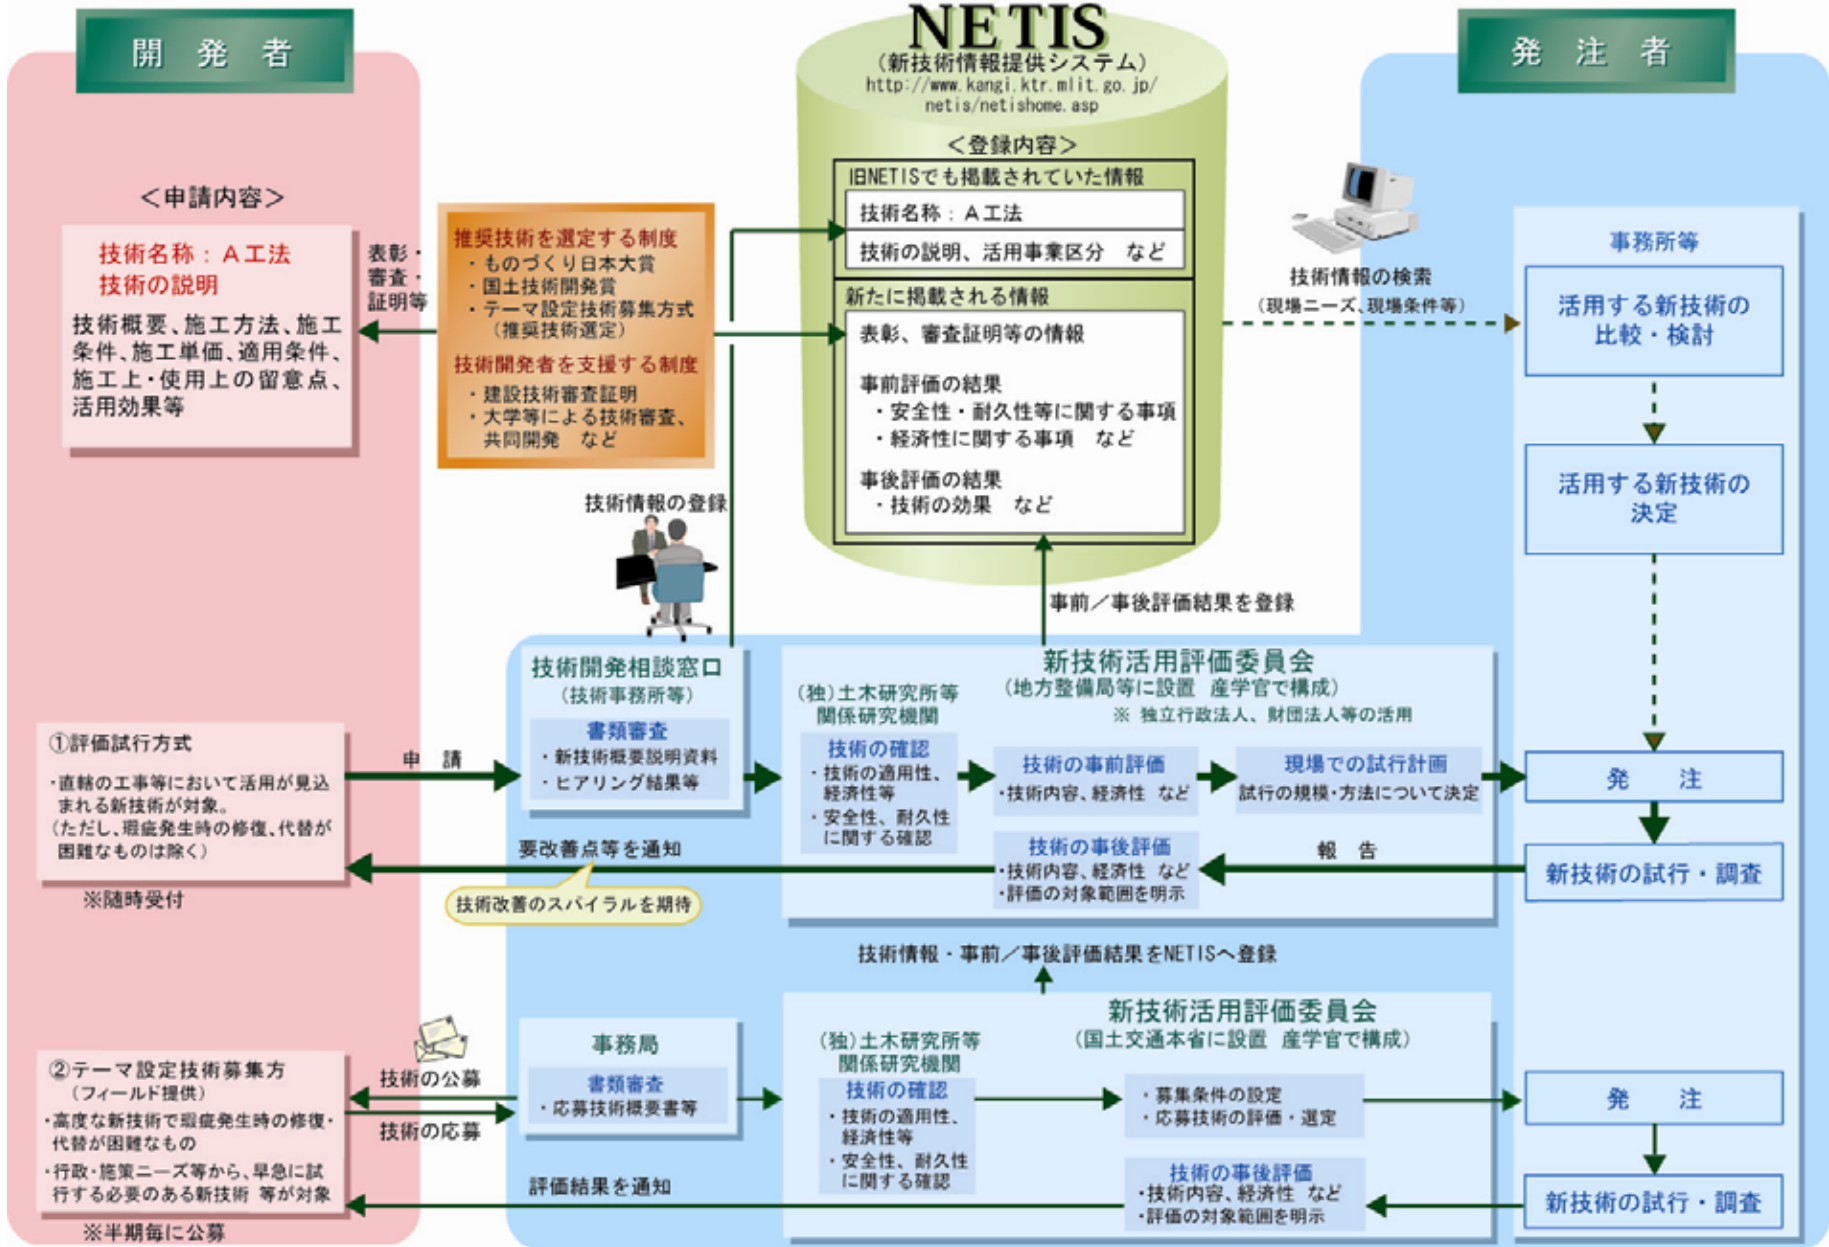 開発者
NETIS
(新技術情報提供システム)
http://www.kangi.ktr.mlit.go.jp/
netis/netishome.asp
発注者
<登録内容>
旧NETISでも掲載されていた情報
技術名称:A工法
技術の説明、活用事業区分 など
新たに掲載される情報
表彰、審査証明等の情報
事前評価の結果
・安全性・耐久性等に関する事項
・経済性に関する事項 など
事後評価の結果
・技術の効果 など
<申請内容>
技術名称:A工法
技術の説明
技術概要、施工方法、施工
条件、施工単価、適用条件、
施工上・使用上の留意点、
活用効果等
表彰・
審査・
証明等
推奨技術を選定する制度
・ものづくり日本大賞
・国土技術開発賞
・テーマ設定技術募集方式
(推奨技術選定)
技術開発者を支援する制度
・建設技術審査証明
・大学等による技術審査、
共同開発 など
技術情報の検索
(現場ニーズ、現場条件等)
事務所等
活用する新技術の
比較・検討
活用する新技術の
決定
技術情報の登録
事前/事後評価結果を登録
技術開発相談窓口
(技術事務所等)
書類審査
・新技術概要説明資料
・ヒアリング結果等
新技術活用評価委員会
(地方整備局等に設置 産学官で構成)
※ 独立行政法人、財団法人等の活用
(独)土木研究所等
関係研究機関
技術の確認
・技術の適用性、
経済性等
・安全性、耐久性
に関する確認
技術の事前評価
・技術内容、経済性 など
現場での試行計画
試行の規模・方法について決定
発注
①評価試行方式
・直轄の工事等において活用が見込
まれる新技術が対象。
(ただし、瑕疵発生時の修復、代替が
困難なものは除く)
※随時受付
申請
要改善点等を通知
技術改善のスパイラルを期待
技術の事後評価
・技術内容、経済性 など
・評価の対象範囲を明示
報告
新技術の試行・調査
技術情報・事前/事後評価結果をNETISへ登録
②テーマ設定技術募集方
(フィールド提供)
・高度な新技術で瑕疵発生時の修復・
代替が困難なもの
・行政・施策ニーズ等から、早急に試
行する必要のある新技術 等が対象
※半期毎に公募
技術の公募
技術の応募
事務局
書類審査
・応募技術概要書等
新技術活用評価委員会
(国土交通本省に設置 産学官で構成)
(独)土木研究所等
関係研究機関
技術の確認
・技術の適用性、
経済性等
・安全性、耐久性
に関する確認
・募集条件の設定
・応募技術の評価・選定
発注
評価結果を通知
技術の事後評価
・技術内容、経済性 など
・評価の対象範囲を明示
新技術の試行・調査